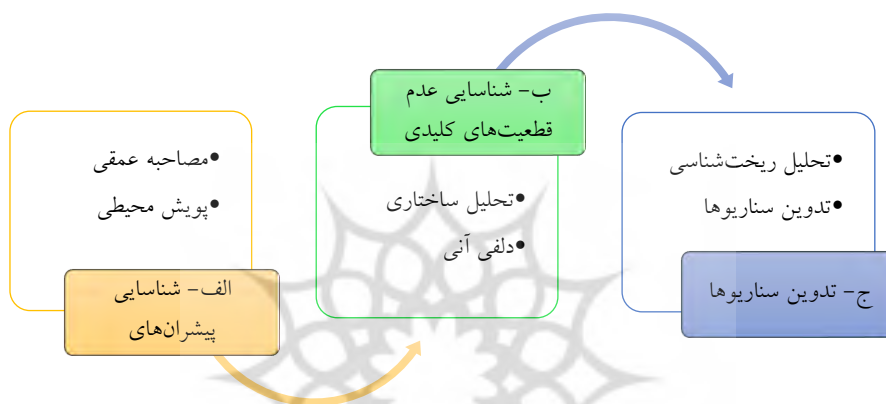 •مصاحبه عمقی
•پویش محیطی
الف- شناسایی
پیشران‌های
ب- شناسایی عدم
قطعیت‌های کلیدی
•تحلیل ساختاری
•دلفی آنی
•تحلیل ریخت‌شناسی
•تدوین سناریوها
ج- تدوین سناریوها